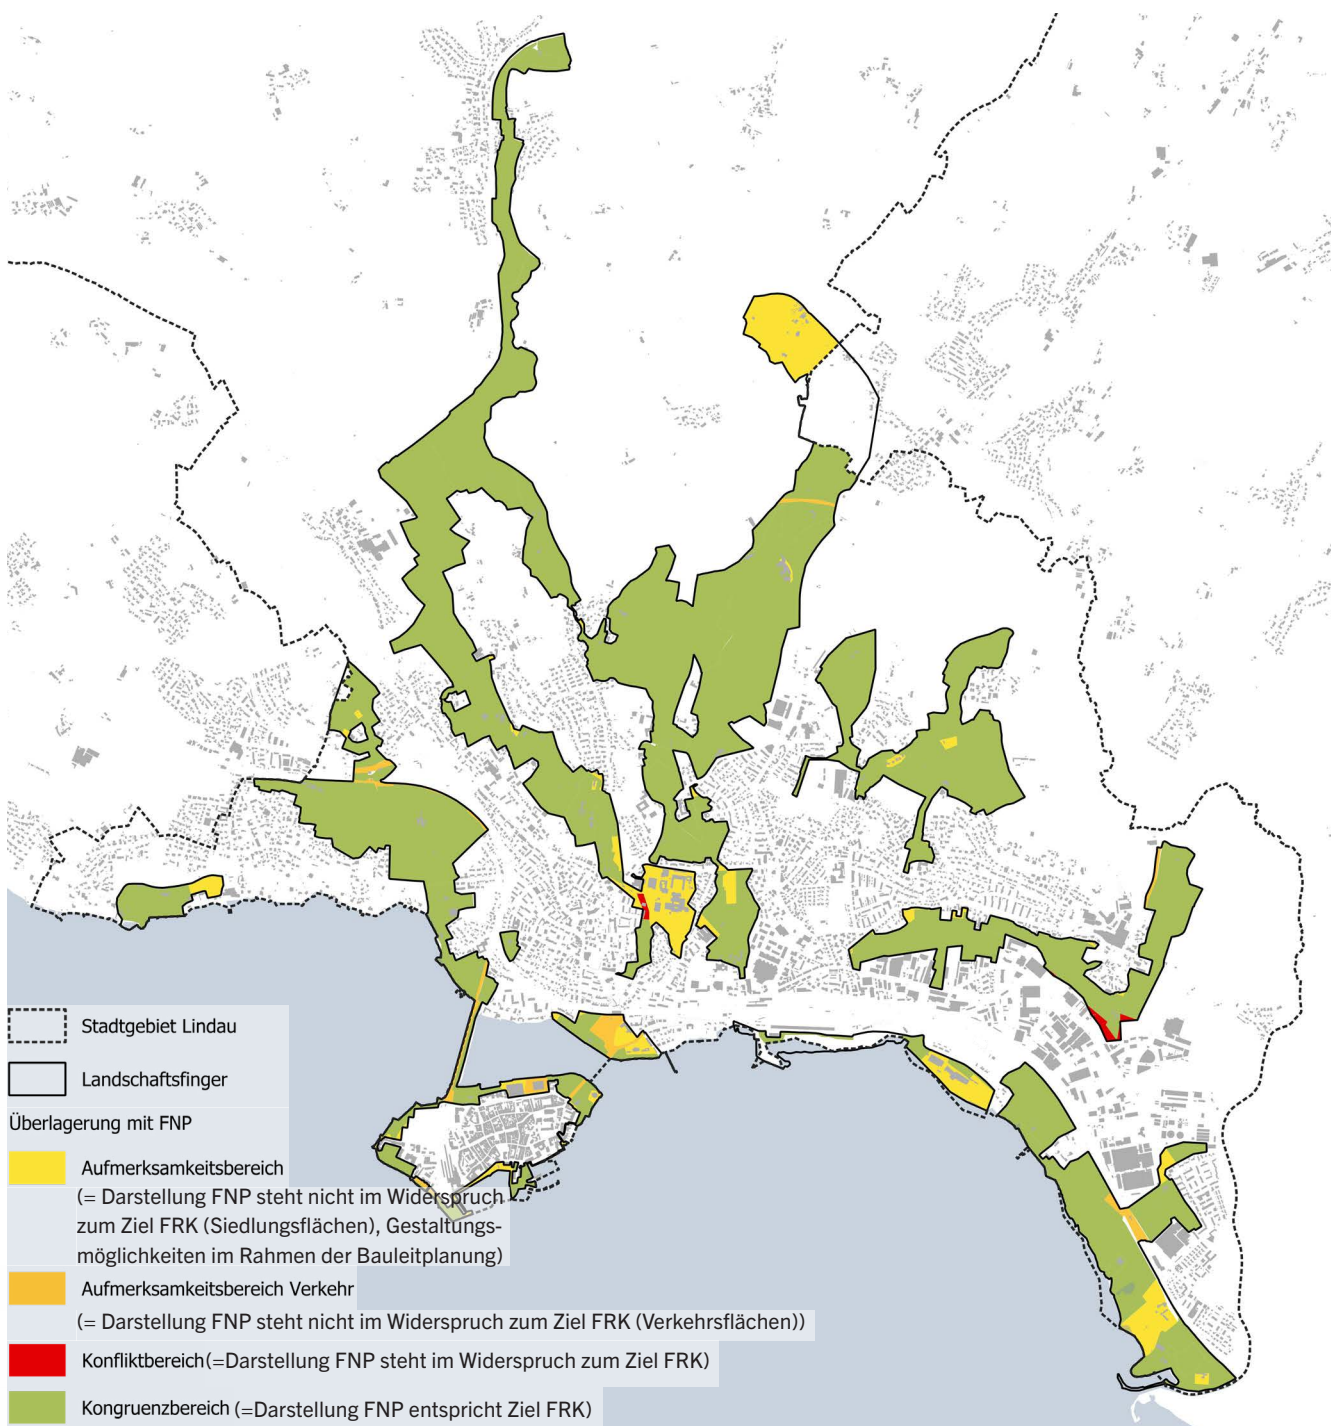 Stadtgebiet Lindau
Landschaftsfinger
Überlagerung mit FNP
Aufmerksamkeitsbereich
(= Darstellung FNP steht nicht im Widerspruch
zum Ziel FRK (Siedlungsflächen), Gestaltungs-
möglichkeiten im Rahmen der Bauleitplanung)
Aufmerksamkeitsbereich Verkehr
(= Darstellung FNP steht nicht im Widerspruch zum Ziel FRK (Verkehrsflächen))
Konfliktbereich (=Darstellung FNP steht im Widerspruch zum Ziel FRK)
Kongruenzbereich (=Darstellung FNP entspricht Ziel FRK)